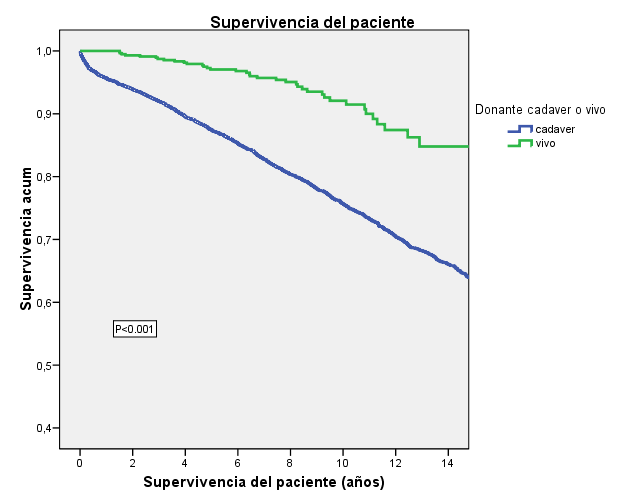 Supervivencia del paciente
1,0
0,9
0,8
0,7
0,6
0,5
0,4
Supervivencia acum
P<0.001
0 2 4 6 8 10 12 14
Supervivencia del paciente (años)
Donante cadaver o vivo
cadaver
vivo